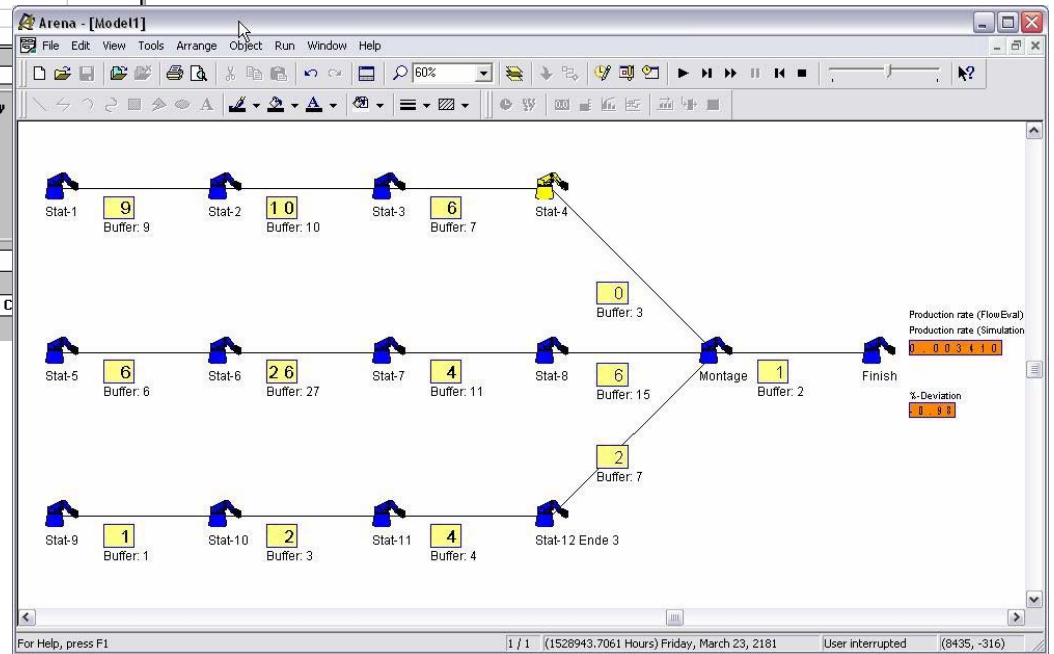 Arena - [Model1]
File Edit View Tools Arrange Object Run Window Help
60%
Stat-1
9
Buffer: 9
Stat-2
10
Buffer: 10
Stat-3
6
Buffer: 7
Stat-4
0
Buffer: 3
Stat-5
6
Buffer: 6
Stat-6
26
Buffer: 27
Stat-7
4
Buffer: 11
Stat-8
6
Buffer: 15
Montage
1
Buffer: 2
Finish
Production rate (FlowEval)
Production rate (Simulation
0.003410
%-Deviation
-0.98
2
Buffer: 7
Stat-9
1
Buffer: 1
Stat-10
2
Buffer: 3
Stat-11
4
Buffer: 4
Stat-12 Ende 3
For Help, press F1
1 / 1 (1528943.7061 Hours) Friday, March 23, 2181 User interrupted (8435, -316)